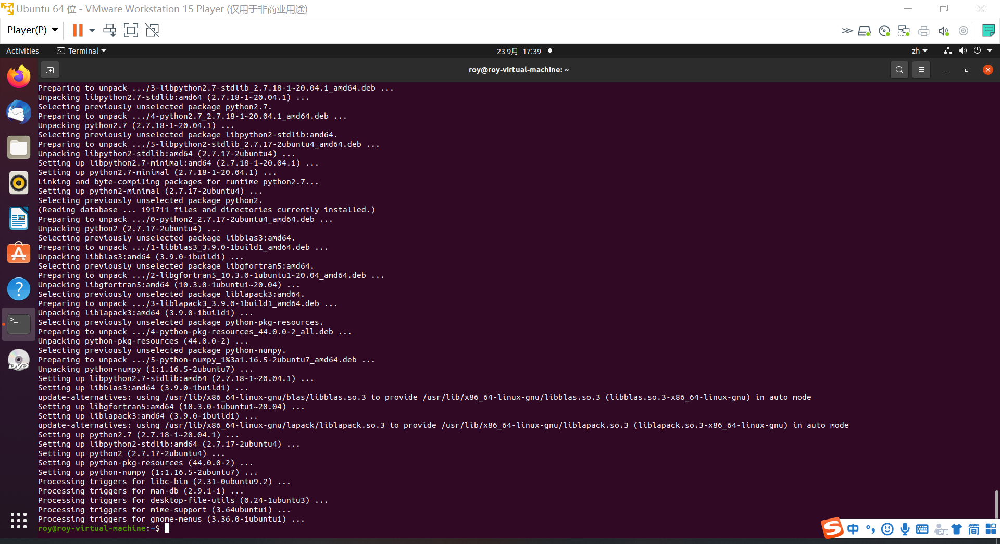 Ubuntu 64 位 - VMware Workstation 15 Player (仅用于非商业用途)
Player(P)
Activities
Terminal
23 9月 17:39
zh
roy@roy-virtual-machine: ~
Preparing to unpack .../3-libpython2.7-stdlib_2.7.18-1~20.04.1_amd64.deb ...
Unpacking libpython2.7-stdlib:amd64 (2.7.18-1~20.04.1) ...
Selecting previously unselected package python2.7.
Preparing to unpack .../4-python2.7_2.7.18-1~20.04.1_amd64.deb ...
Unpacking python2.7 (2.7.18-1~20.04.1) ...
Selecting previously unselected package libpython2-stdlib:amd64.
Preparing to unpack .../5-libpython2-stdlib_2.7.17-2ubuntu4_amd64.deb ...
Unpacking libpython2-stdlib:amd64 (2.7.17-2ubuntu4) ...
Setting up libpython2.7-minimal:amd64 (2.7.18-1~20.04.1) ...
Setting up python2.7-minimal (2.7.18-1~20.04.1) ...
Linking and byte-compiling packages for runtime python2.7...
Setting up python2-minimal (2.7.17-2ubuntu4) ...
Selecting previously unselected package python2.
(Reading database ... 191711 files and directories currently installed.)
Preparing to unpack .../0-python2_2.7.17-2ubuntu4_amd64.deb ...
Unpacking python2 (2.7.17-2ubuntu4) ...
Selecting previously unselected package libblas3:amd64.
Preparing to unpack .../1-libblas3_3.9.0-1build1_amd64.deb ...
Unpacking libblas3:amd64 (3.9.0-1build1) ...
Selecting previously unselected package libgfortran5:amd64.
Preparing to unpack .../2-libgfortran5_10.3.0-1ubuntu1~20.04_amd64.deb ...
Unpacking libgfortran5:amd64 (10.3.0-1ubuntu1~20.04) ...
Selecting previously unselected package liblapack3:amd64.
Preparing to unpack .../3-liblapack3_3.9.0-1build1_amd64.deb ...
Unpacking liblapack3:amd64 (3.9.0-1build1) ...
Selecting previously unselected package python-pkg-resources.
Preparing to unpack .../4-python-pkg-resources_44.0.0-2_all.deb ...
Unpacking python-pkg-resources (44.0.0-2) ...
Selecting previously unselected package python-numpy.
Preparing to unpack .../5-python-numpy_1%3a1.16.5-2ubuntu7_amd64.deb ...
Unpacking python-numpy (1:1.16.5-2ubuntu7) ...
Setting up libpython2.7-stdlib:amd64 (2.7.18-1~20.04.1) ...
Setting up libblas3:amd64 (3.9.0-1build1) ...
update-alternatives: using /usr/lib/x86_64-linux-gnu/blas/libblas.so.3 to provide /usr/lib/x86_64-linux-gnu/libblas.so.3 (libblas.so.3-x86_64-linux-gnu) in auto mode
Setting up libgfortran5:amd64 (10.3.0-1ubuntu1~20.04) ...
Setting up liblapack3:amd64 (3.9.0-1build1) ...
update-alternatives: using /usr/lib/x86_64-linux-gnu/lapack/liblapack.so.3 to provide /usr/lib/x86_64-linux-gnu/liblapack.so.3 (liblapack.so.3-x86_64-linux-gnu) in auto mode
Setting up python2.7 (2.7.18-1~20.04.1) ...
Setting up libpython2-stdlib:amd64 (2.7.17-2ubuntu4) ...
Setting up python2 (2.7.17-2ubuntu4) ...
Setting up python-pkg-resources (44.0.0-2) ...
Setting up python-numpy (1:1.16.5-2ubuntu7) ...
Processing triggers for libc-bin (2.31-0ubuntu9.2) ...
Processing triggers for man-db (2.9.1-1) ...
Processing triggers for desktop-file-utils (0.24-1ubuntu3) ...
Processing triggers for mime-support (3.64ubuntu1) ...
Processing triggers for gnome-menus (3.36.0-1ubuntu1) ...
roy@roy-virtual-machine:~$
DVD
S 中 °, 简